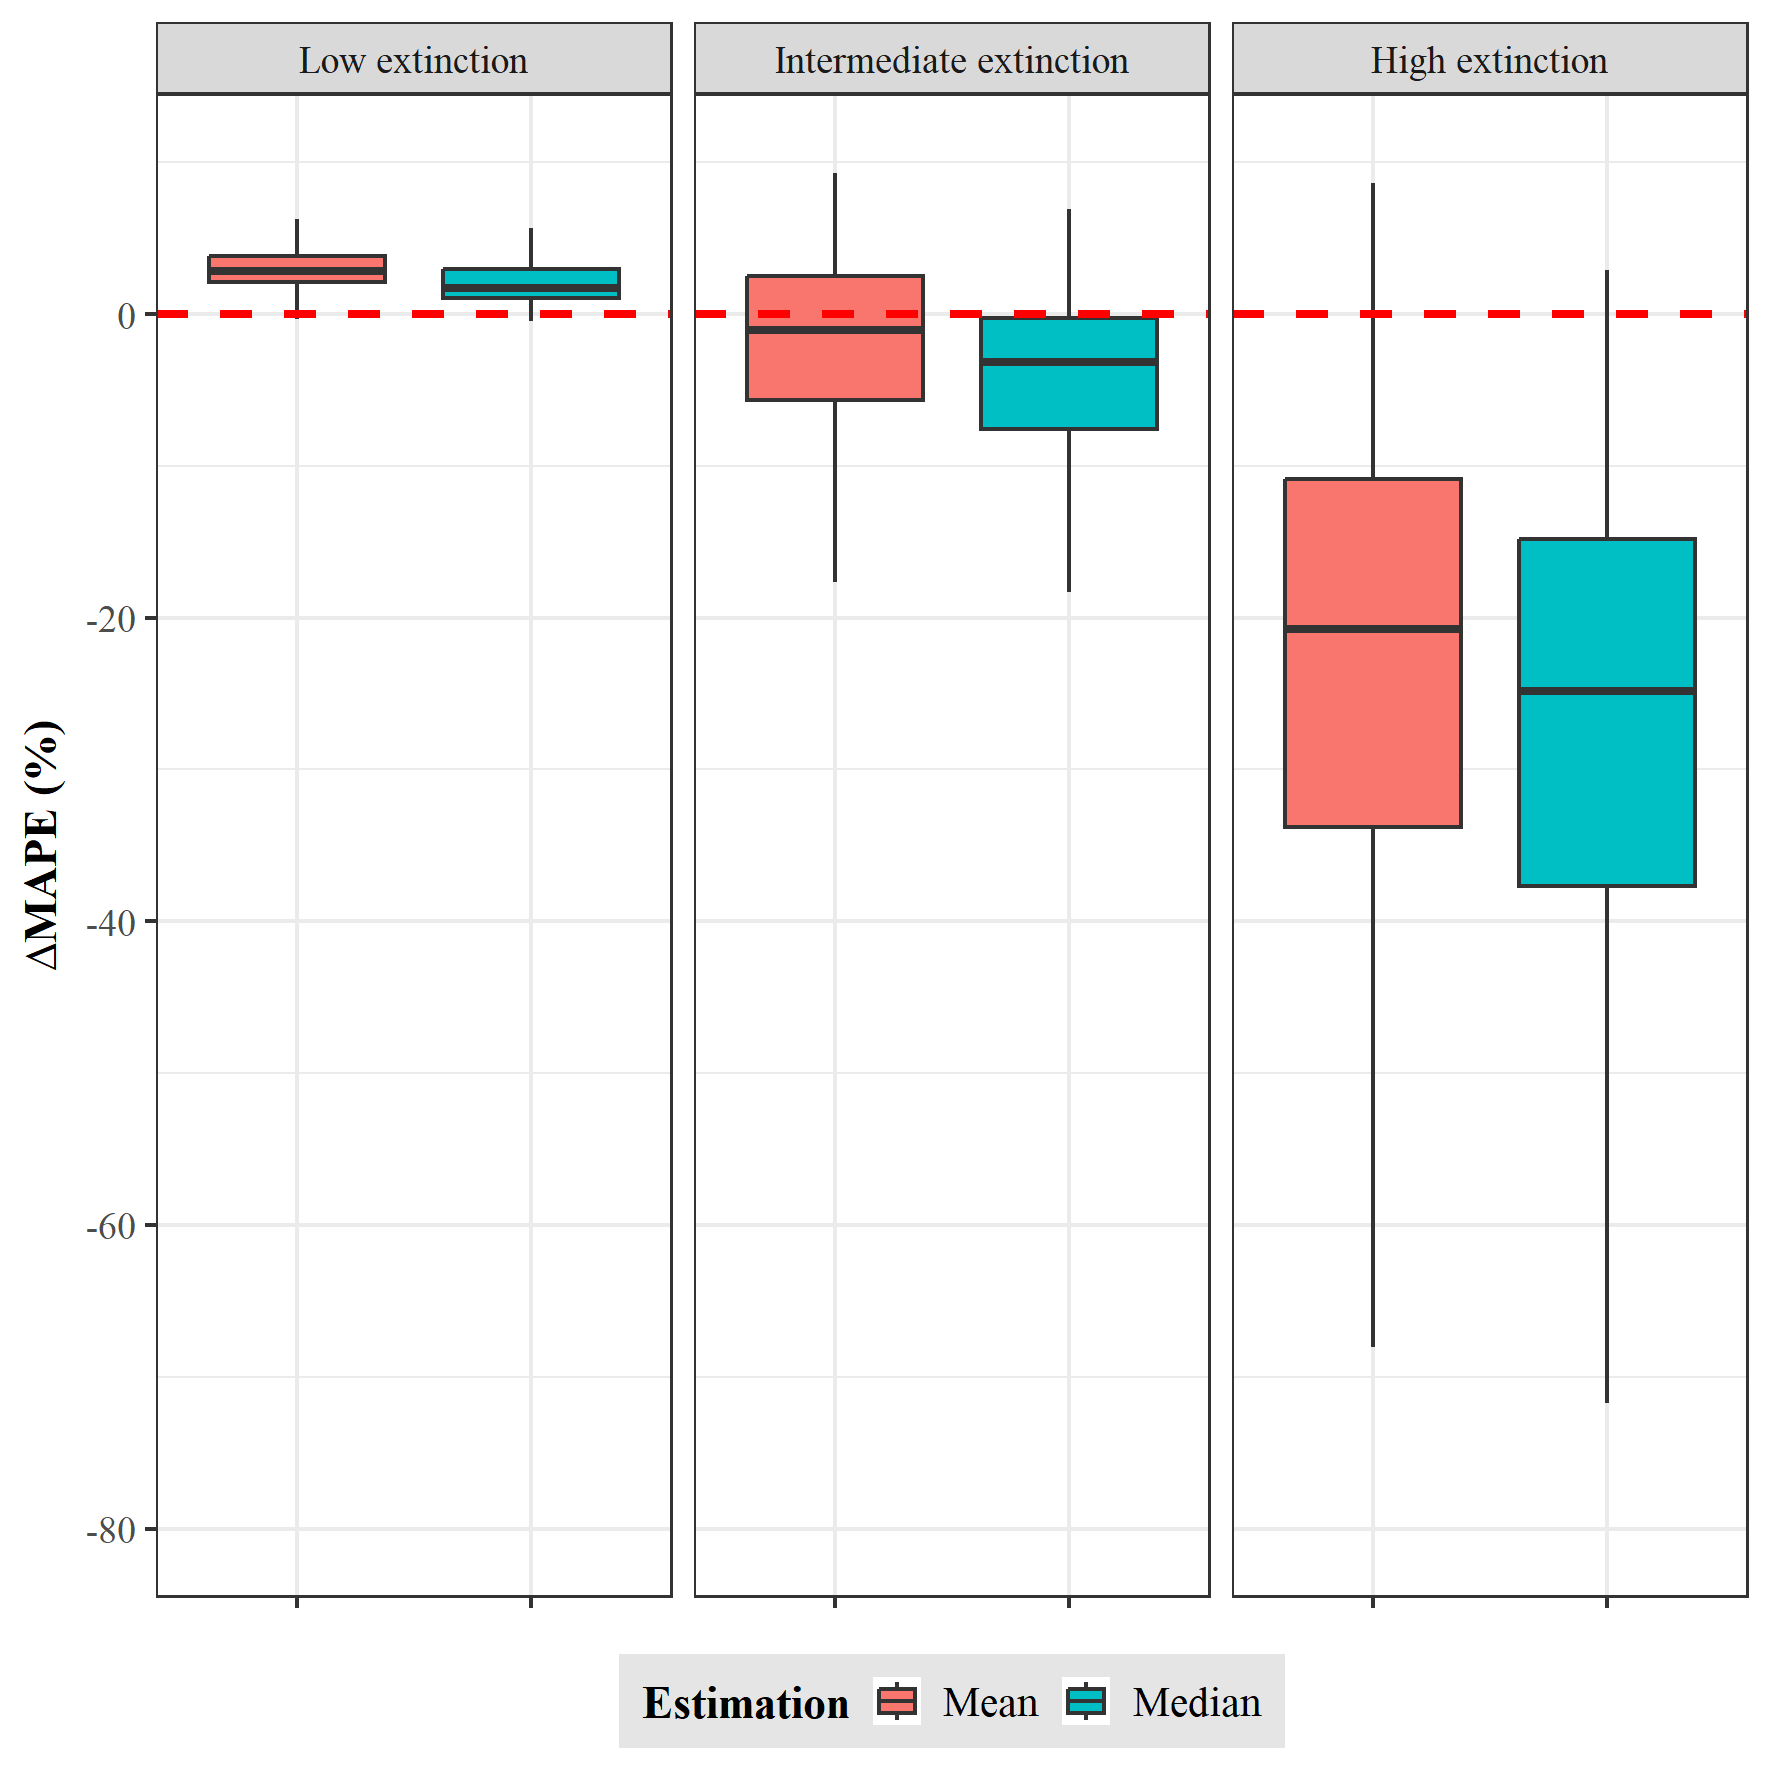 Low extinction
Intermediate extinction
High extinction
0
-20
-40
-60
-80
ΔMAPE (%)
Estimation Mean Median